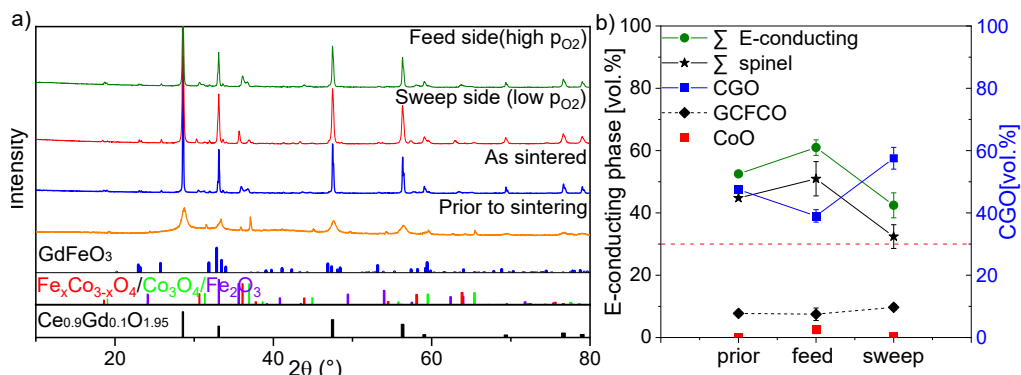 a)
Feed side(high pO2)
Sweep side (low pO2)
As sintered
Prior to sintering
GdFeO3
FexCo3-xO4/Co3O4/Fe2O3
Ce0.9Gd0.1O1.95
intensity
20 40 60 80
2θ (°)
b)
∑ E-conducting
∑ spinel
CGO
GCFCO
CoO
E-conducting phase [vol.%]
100
80
60
40
20
0
prior feed sweep
100
80
60
40
20
0
CGO[vol.%]